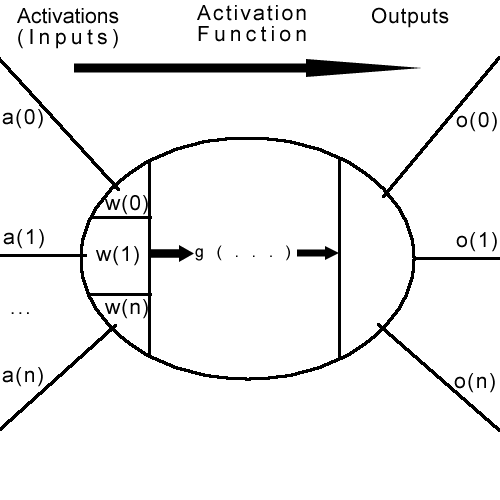 Activations
(Inputs)
Activation
Function
Outputs
a(0)
o(0)
w(0)
a(1)
w(1)
g ( . . . )
o(1)
...
w(n)
a(n)
o(n)